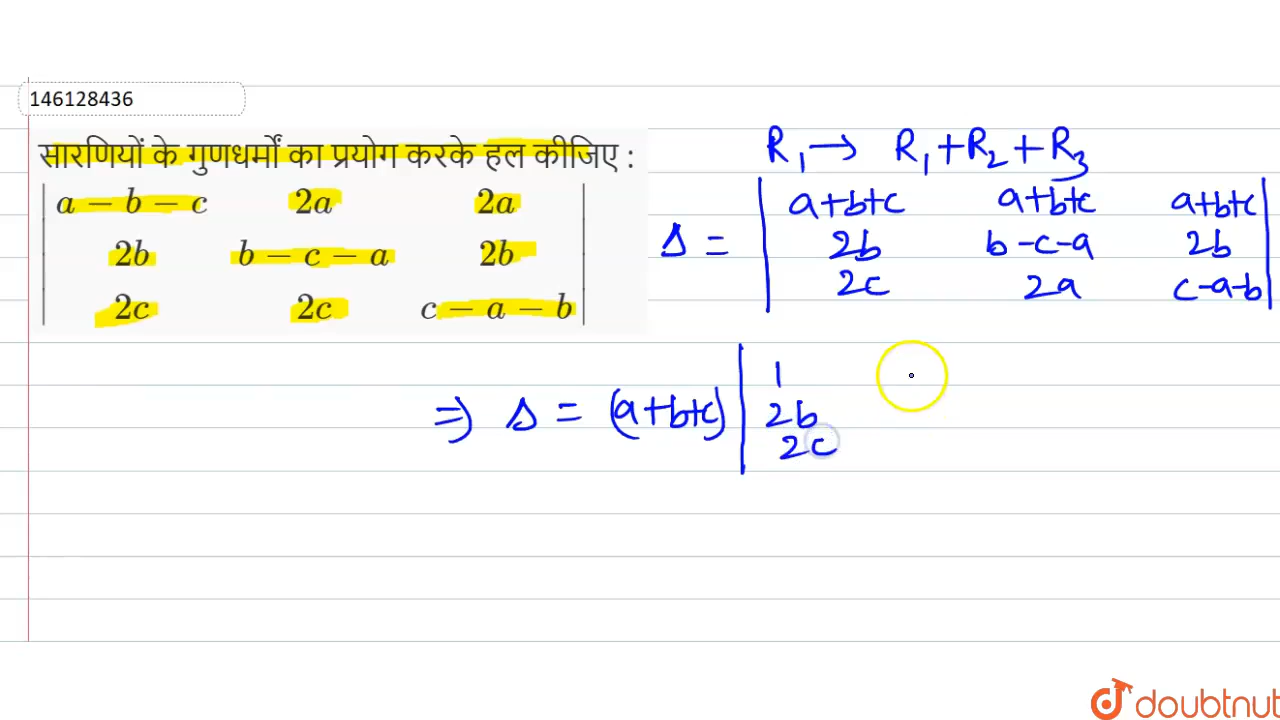 146128436
सारणियों के गुणधर्मों का प्रयोग करके हल कीजिए :
a − b − c 2a 2a
2b b − c − a 2b
2c 2c c − a − b
R₁ → R₁+R₂+R₃
a+b+c a+b+c a+b+c
Δ = 2b b-c-a 2b
2c 2a c-a-b
1
⇒ Δ = (a+b+c) 2b
2c
doubtnut